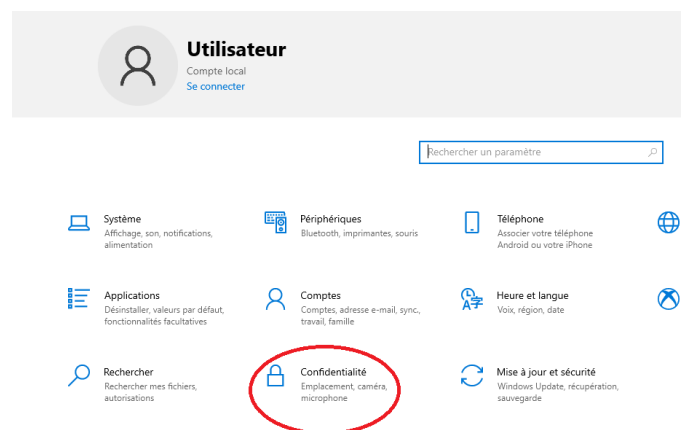 Utilisateur
Compte local
Se connecter
Rechercher un paramètre
Système
Affichage, son, notifications,
alimentation
Périphériques
Bluetooth, imprimantes, souris
Téléphone
Associer votre téléphone
Android ou votre iPhone
Applications
Désinstaller, valeurs par défaut,
fonctionnalités facultatives
Comptes
Comptes, adresse e-mail, sync.,
travail, famille
Heure et langue
Voix, région, date
Rechercher
Rechercher mes fichiers,
autorisations
Confidentialité
Emplacement, caméra,
microphone
Mise à jour et sécurité
Windows Update, récupération,
sauvegarde